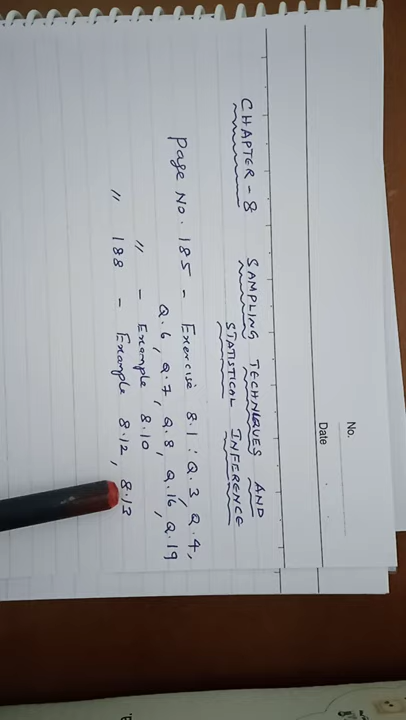 No.
Date
CHAPTER - 8 SAMPLING TECHNIQUES AND
STATISTICAL INFERENCE
Page No. 185 - Exercise 8.1 : Q.3, Q.4,
Q.6, Q.7, Q.8, Q.16, Q.19
" - Example 8.10
" 188 - Example 8.12, 8.13